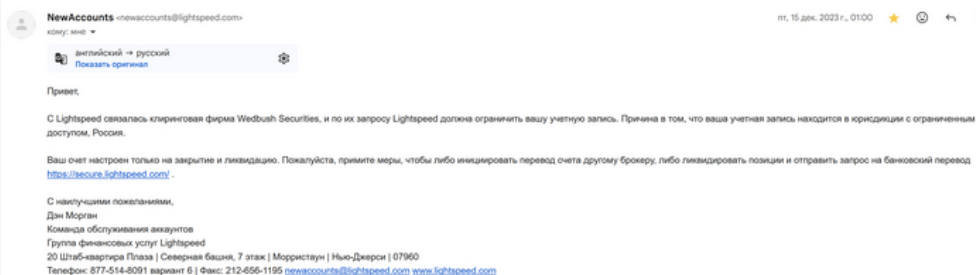 NewAccounts <newaccounts@lightspeed.com>
пт, 15 дек. 2023 г., 01:00
кому: мне
английский → русский
Показать оригинал
Привет,
С Lightspeed связалась клиринговая фирма Wedbush Securities, и по их запросу Lightspeed должна ограничить вашу учетную запись. Причина в том, что ваша учетная запись находится в юрисдикции с ограниченным
доступом, Россия.
Ваш счет настроен только на закрытие и ликвидацию. Пожалуйста, примите меры, чтобы либо инициировать перевод счета другому брокеру, либо ликвидировать позиции и отправить запрос на банковский перевод
https://secure.lightspeed.com/ .
С наилучшими пожеланиями,
Дэн Морган
Команда обслуживания аккаунтов
Группа финансовых услуг Lightspeed
20 Штаб-квартира Плаза | Северная башня, 7 этаж | Морристаун | Нью-Джерси | 07960
Телефон: 877-514-8091 вариант 6 | Факс: 212-656-1195 newaccounts@lightspeed.com www.lightspeed.com